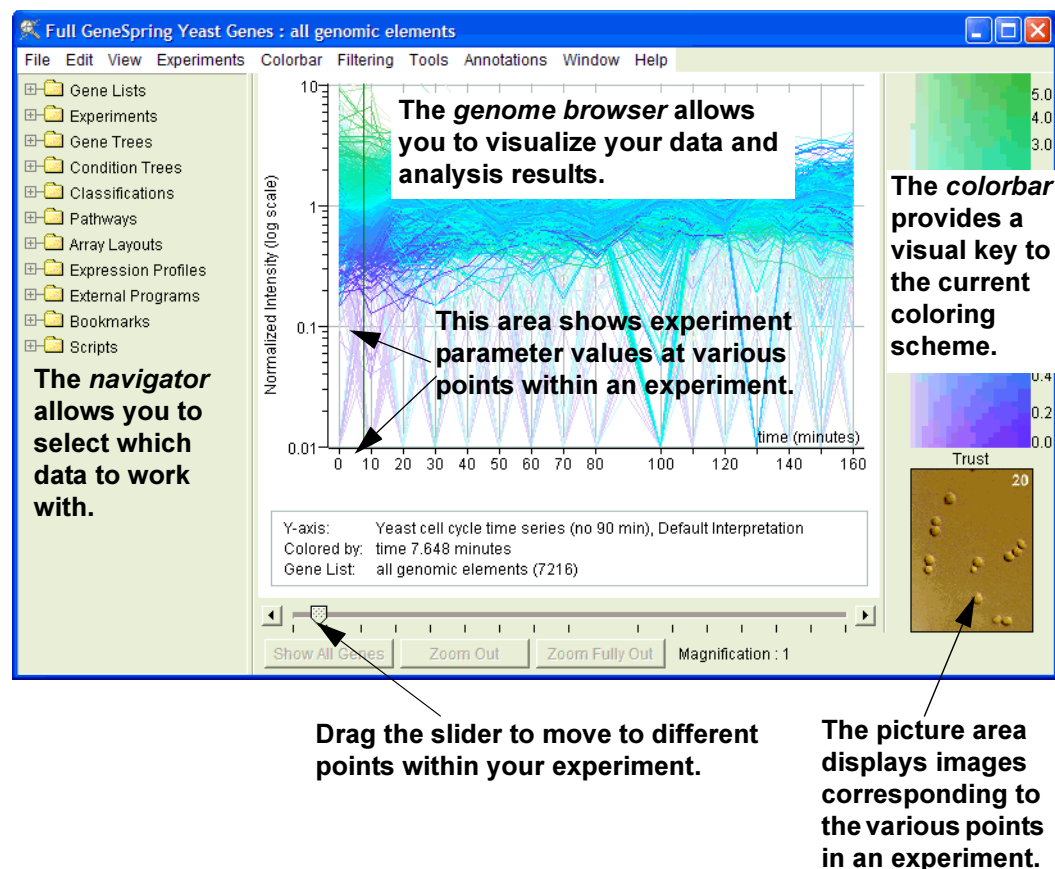 Full GeneSpring Yeast Genes : all genomic elements
File Edit View Experiments Colorbar Filtering Tools Annotations Window Help
Gene Lists
Experiments
Gene Trees
Condition Trees
Classifications
Pathways
Array Layouts
Expression Profiles
External Programs
Bookmarks
Scripts
The navigator
allows you to
select which
data to work
with.
Normalized Intensity (log scale)
10
1
0.1
0.01
The genome browser allows
you to visualize your data and
analysis results.
This area shows experiment
parameter values at various
points within an experiment.
time (minutes)
0 10 20 30 40 50 60 70 80 100 120 140 160
Y-axis: Yeast cell cycle time series (no 90 min), Default Interpretation
Colored by: time 7.648 minutes
Gene List: all genomic elements (7216)
Show All Genes Zoom Out Zoom Fully Out Magnification : 1
5.0
4.0
3.0
The colorbar
provides a
visual key to
the current
coloring
scheme.
0.4
0.2
0.0
Trust
20
Drag the slider to move to different
points within your experiment.
The picture area
displays images
corresponding to
the various points
in an experiment.